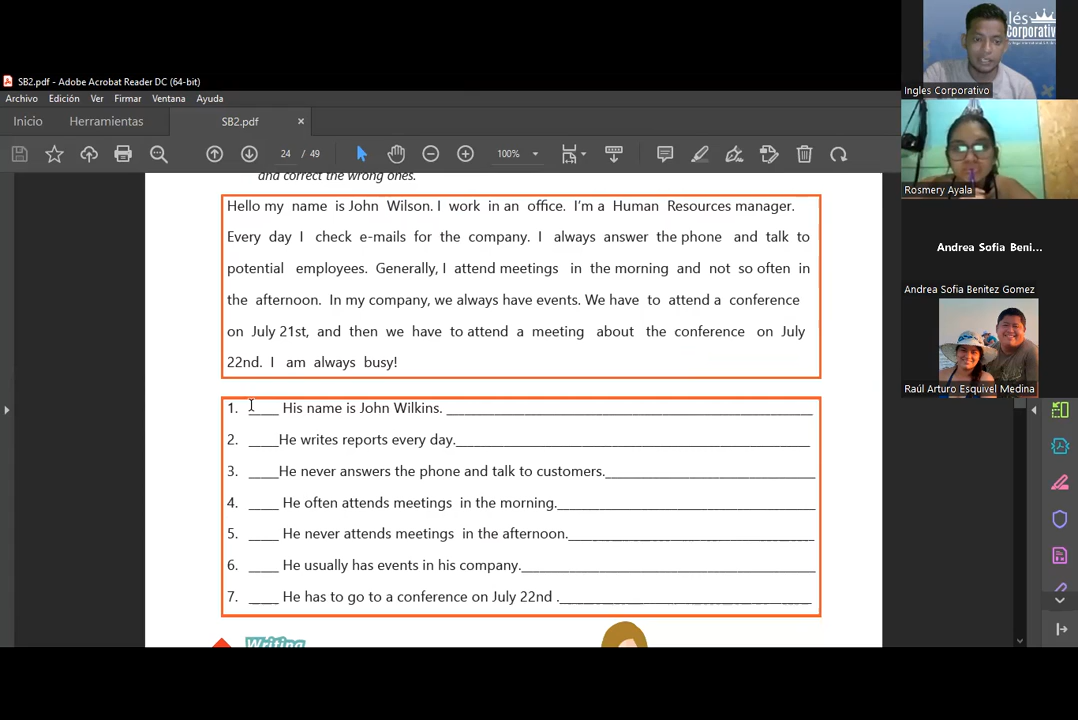 SB2.pdf - Adobe Acrobat Reader DC (64-bit)
Archivo Edición Ver Firmar Ventana Ayuda
Inicio Herramientas SB2.pdf ×
24 / 49 100%
and correct the wrong ones.
Hello my name is John Wilson. I work in an office. I'm a Human Resources manager.
Every day I check e-mails for the company. I always answer the phone and talk to
potential employees. Generally, I attend meetings in the morning and not so often in
the afternoon. In my company, we always have events. We have to attend a conference
on July 21st, and then we have to attend a meeting about the conference on July
22nd. I am always busy!
1. ____ His name is John Wilkins. ____
2. ____He writes reports every day.____
3. ____He never answers the phone and talk to customers.____
4. ____ He often attends meetings in the morning.____
5. ____ He never attends meetings in the afternoon.____
6. ____ He usually has events in his company.____
7. ____ He has to go to a conference on July 22nd .____
Writing
lés
Corporativo
Ingles Corporativo
Rosmery Ayala
Andrea Sofia Beni...
Andrea Sofia Benitez Gomez
Raúl Arturo Esquivel Medina